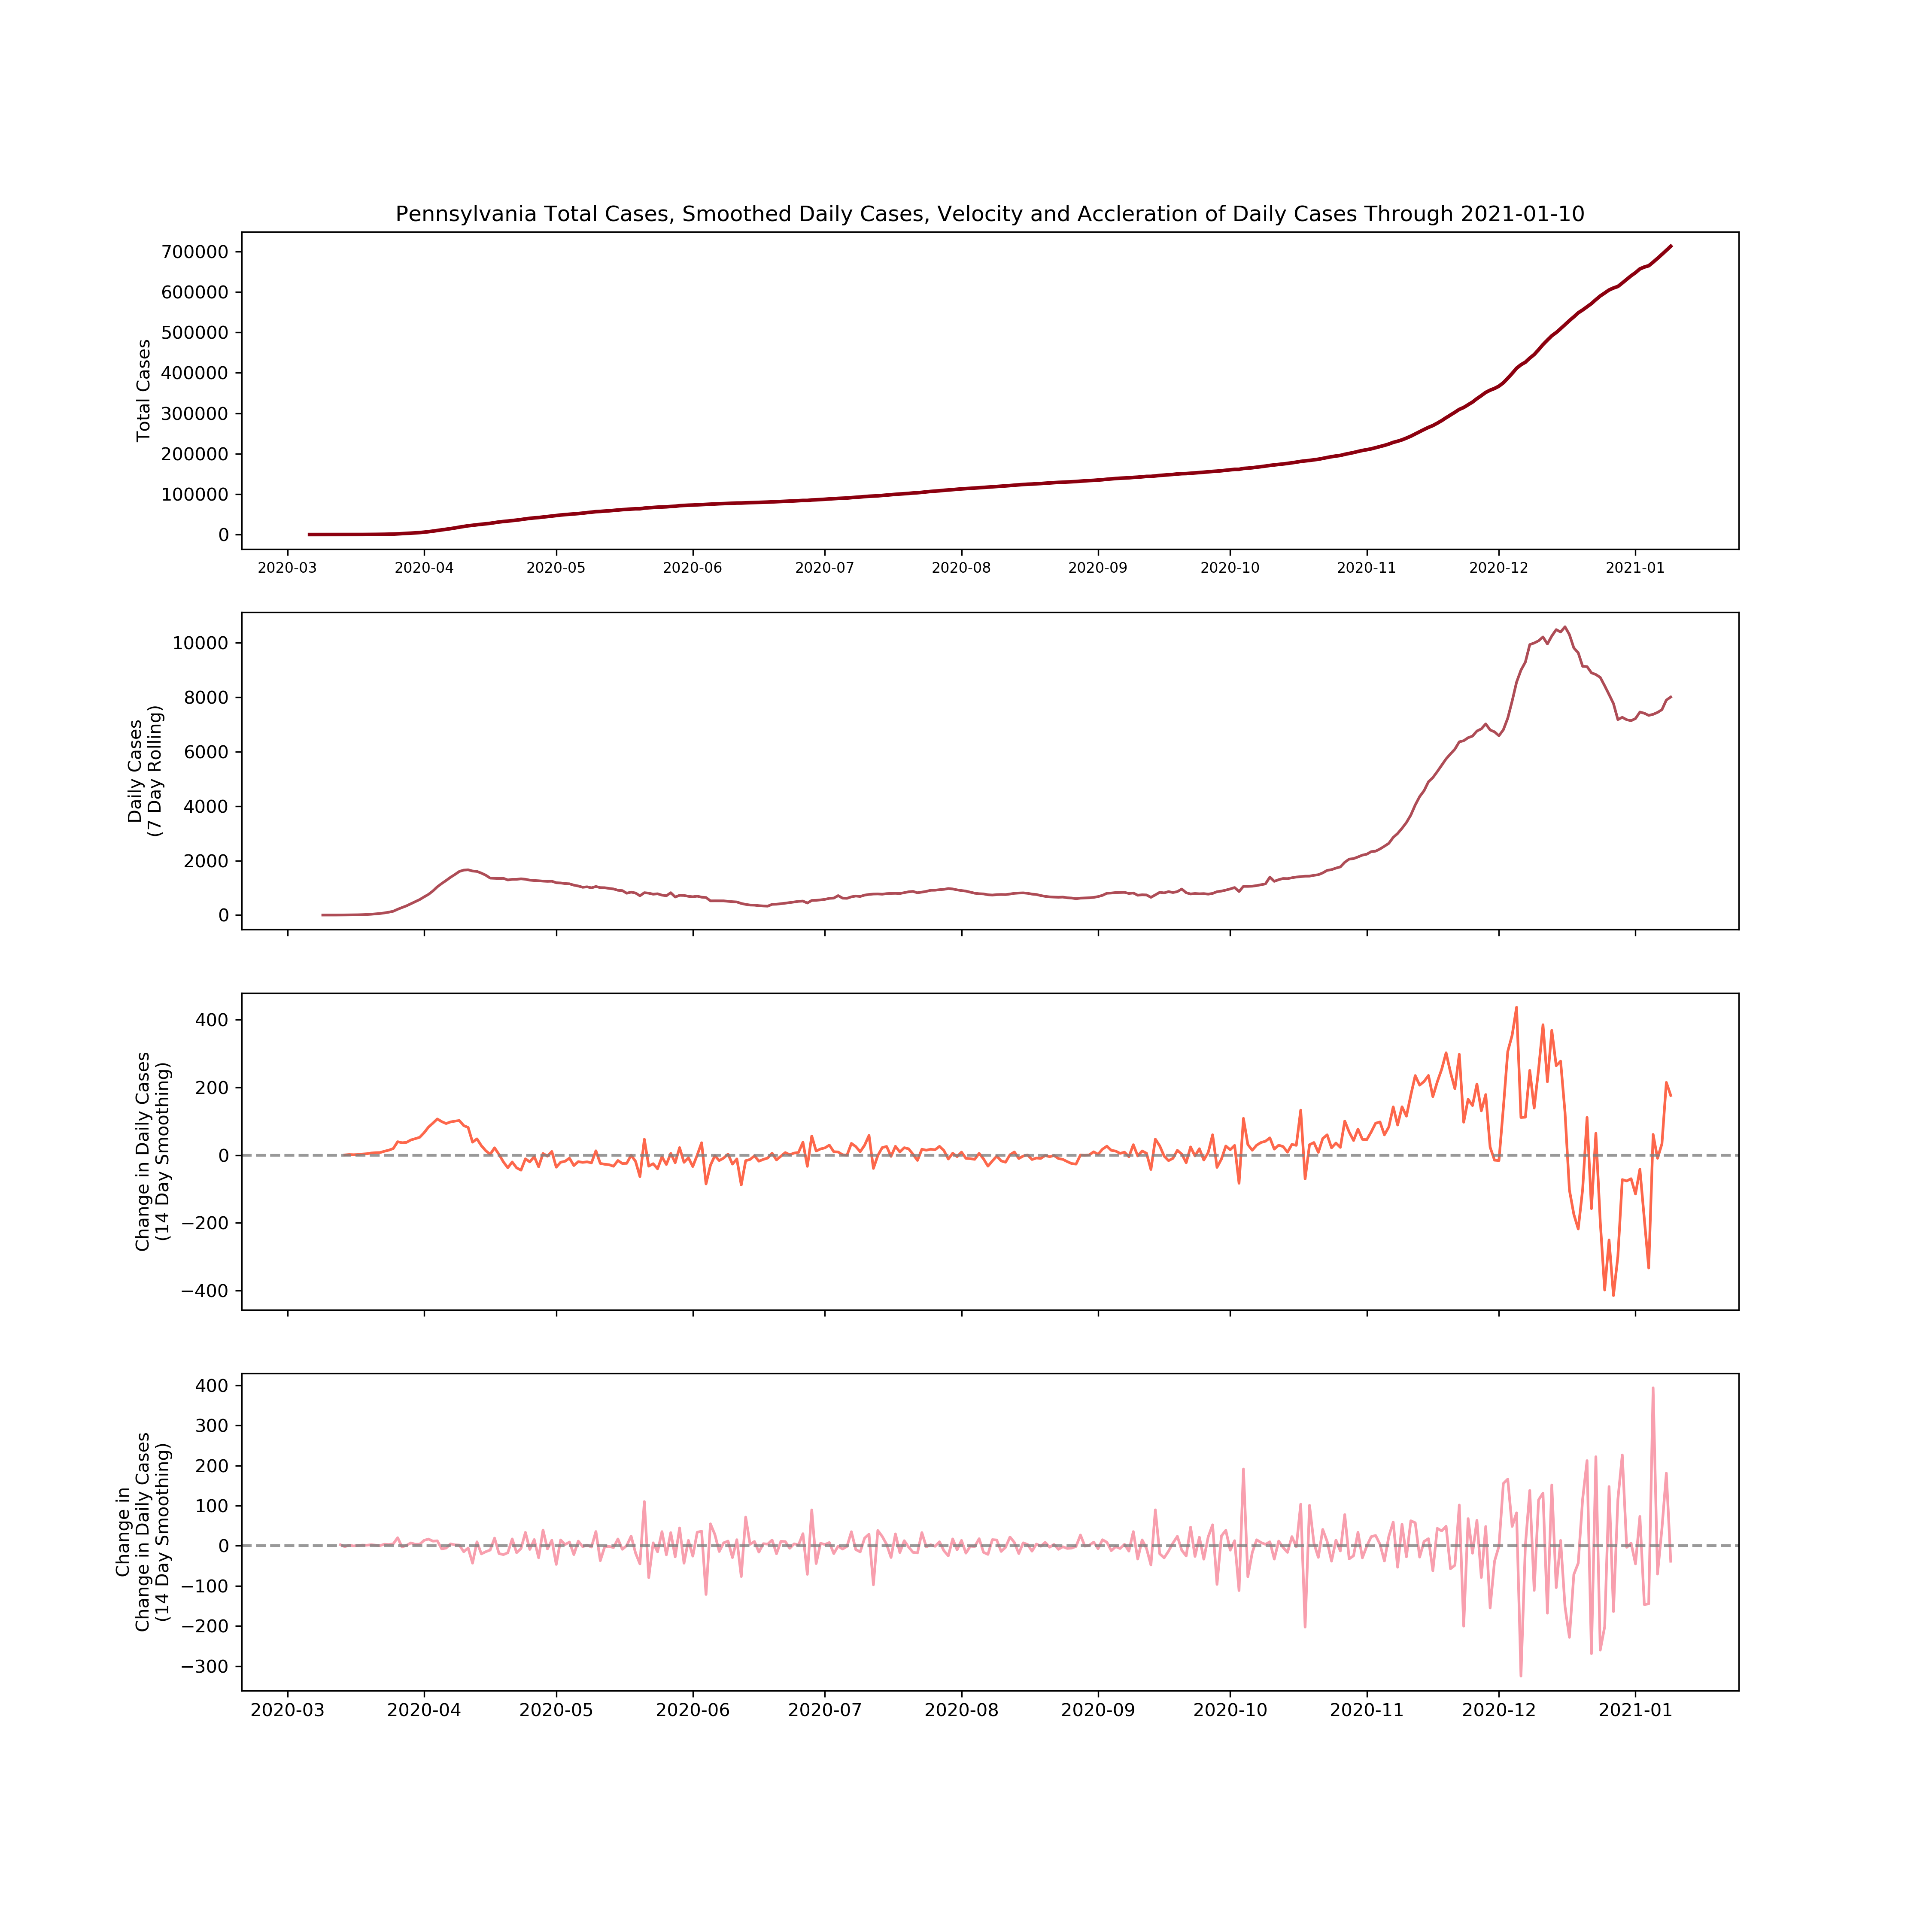 Pennsylvania Total Cases, Smoothed Daily Cases, Velocity and Accleration of Daily Cases Through 2021-01-10
Total Cases
700000
600000
500000
400000
300000
200000
100000
0
2020-03 2020-04 2020-05 2020-06 2020-07 2020-08 2020-09 2020-10 2020-11 2020-12 2021-01
Daily Cases
(7 Day Rolling)
10000
8000
6000
4000
2000
0
Change in Daily Cases
(14 Day Smoothing)
400
200
0
−200
−400
Change in
Change in Daily Cases
(14 Day Smoothing)
400
300
200
100
0
−100
−200
−300
2020-03 2020-04 2020-05 2020-06 2020-07 2020-08 2020-09 2020-10 2020-11 2020-12 2021-01